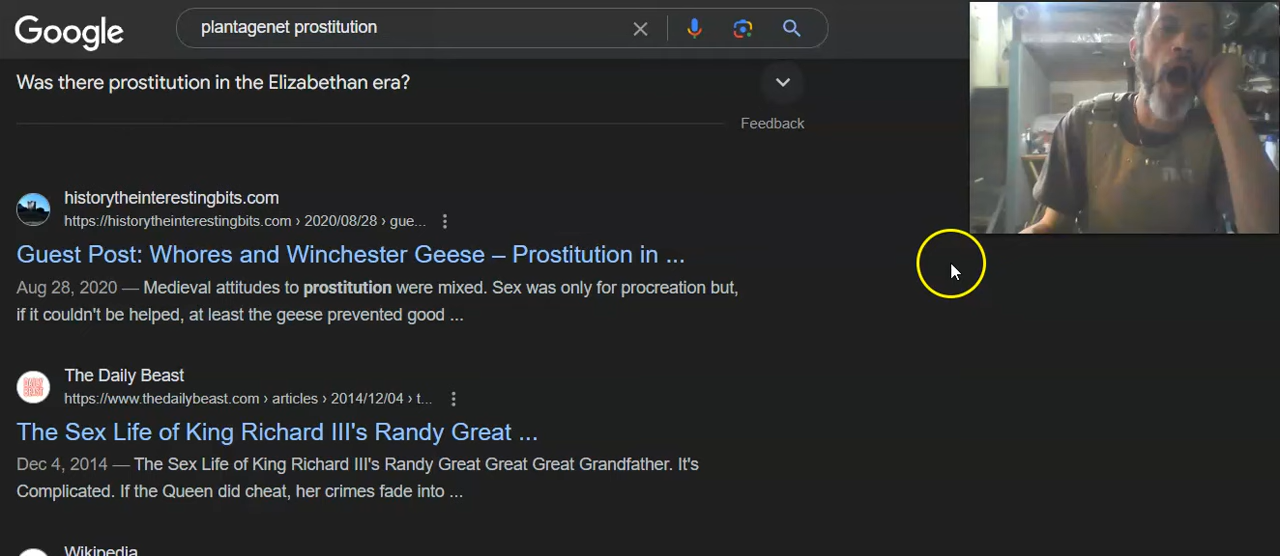 Google
plantagenet prostitution
Was there prostitution in the Elizabethan era?
Feedback
historytheinterestingbits.com
https://historytheinterestingbits.com › 2020/08/28 › gue...
Guest Post: Whores and Winchester Geese – Prostitution in ...
Aug 28, 2020 — Medieval attitudes to prostitution were mixed. Sex was only for procreation but,
if it couldn't be helped, at least the geese prevented good ...
The Daily Beast
https://www.thedailybeast.com › articles › 2014/12/04 › t...
The Sex Life of King Richard III's Randy Great ...
Dec 4, 2014 — The Sex Life of King Richard III's Randy Great Great Great Grandfather. It's
Complicated. If the Queen did cheat, her crimes fade into ...
Wikipedia